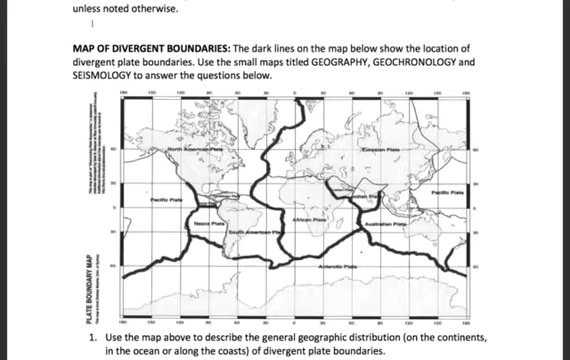 unless noted otherwise.
MAP OF DIVERGENT BOUNDARIES: The dark lines on the map below show the location of
divergent plate boundaries. Use the small maps titled GEOGRAPHY, GEOCHRONOLOGY and
SEISMOLOGY to answer the questions below.
North American Plate
Eurasian Plate
Pacific Plate
Pacific Plate
Indian Pla
African Plate
Nazca Plate
South American Pla
Australian Plate
Antarctic Plate
PLATE BOUNDARY MAP
1. Use the map above to describe the general geographic distribution (on the continents,
in the ocean or along the coasts) of divergent plate boundaries.